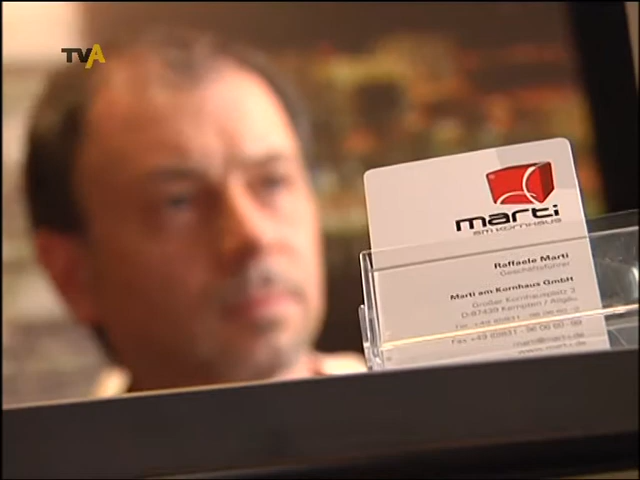 TVA
marti
am kornhaus
Raffaele Marti
Geschäftsführer
Marti am Kornhaus GmbH
Großer Kornhausplatz 3
D-87439 Kempten / Allgäu